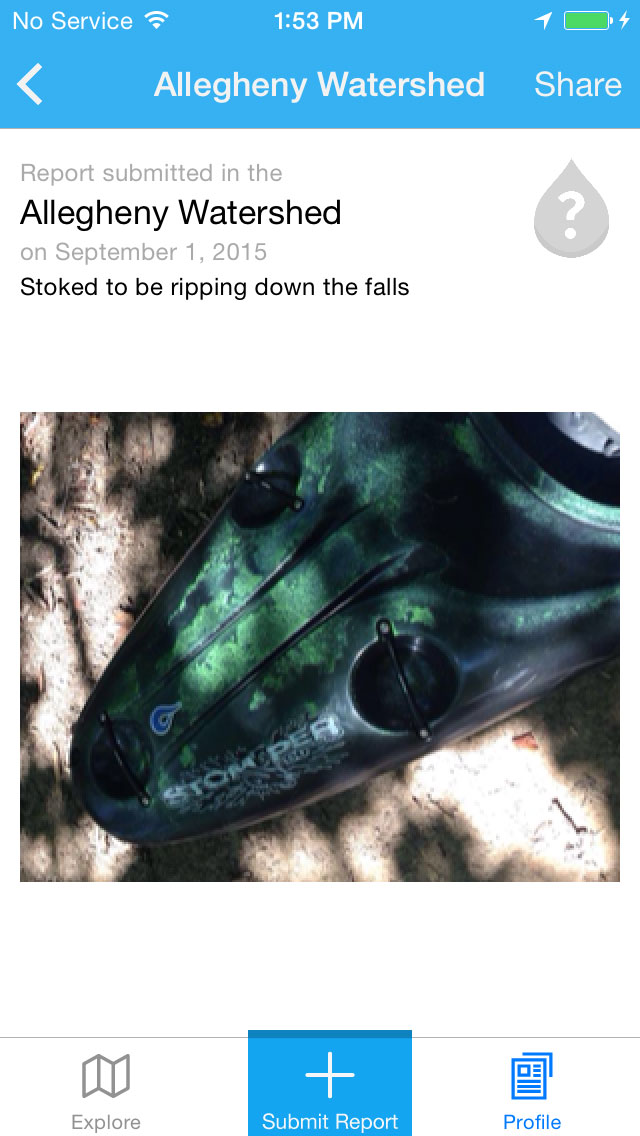 No Service
1:53 PM
Allegheny Watershed
Share
Report submitted in the
Allegheny Watershed
?
on September 1, 2015
Stoked to be ripping down the falls
STOMPER
Explore
Submit Report
Profile